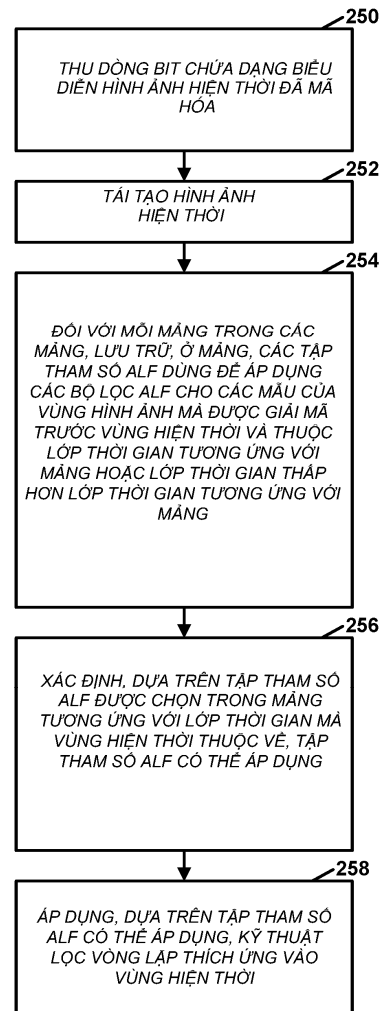 250
THU DÒNG BIT CHỨA DẠNG BIỂU
DIỄN HÌNH ẢNH HIỆN THỜI ĐÃ MÃ
HÓA
252
TÁI TẠO HÌNH ẢNH
HIỆN THỜI
254
ĐỐI VỚI MỖI MẢNG TRONG CÁC
MẢNG, LƯU TRỮ, Ở MẢNG, CÁC TẬP
THAM SỐ ALF DÙNG ĐỂ ÁP DỤNG
CÁC BỘ LỌC ALF CHO CÁC MẪU CỦA
VÙNG HÌNH ẢNH MÀ ĐƯỢC GIẢI MÃ
TRƯỚC VÙNG HIỆN THỜI VÀ THUỘC
LỚP THỜI GIAN TƯƠNG ỨNG VỚI
MẢNG HOẶC LỚP THỜI GIAN THẤP
HƠN LỚP THỜI GIAN TƯƠNG ỨNG VỚI
MẢNG
256
XÁC ĐỊNH, DỰA TRÊN TẬP THAM SỐ
ALF ĐƯỢC CHỌN TRONG MẢNG
TƯƠNG ỨNG VỚI LỚP THỜI GIAN MÀ
VÙNG HIỆN THỜI THUỘC VỀ, TẬP
THAM SỐ ALF CÓ THỂ ÁP DỤNG
258
ÁP DỤNG, DỰA TRÊN TẬP THAM SỐ
ALF CÓ THỂ ÁP DỤNG, KỸ THUẬT
LỌC VÒNG LẶP THÍCH ỨNG VÀO
VÙNG HIỆN THỜI